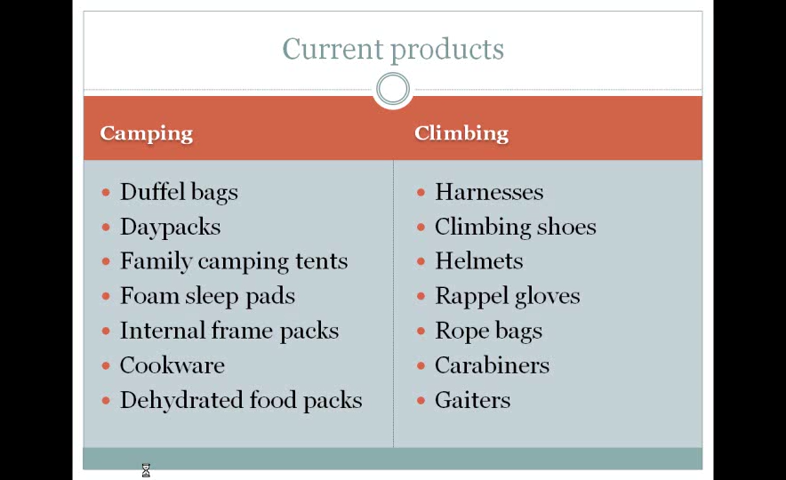 Current products
Camping
Duffel bags
Daypacks
Family camping tents
Foam sleep pads
Internal frame packs
Cookware
Dehydrated food packs
Climbing
Harnesses
Climbing shoes
Helmets
Rappel gloves
Rope bags
Carabiners
Gaiters